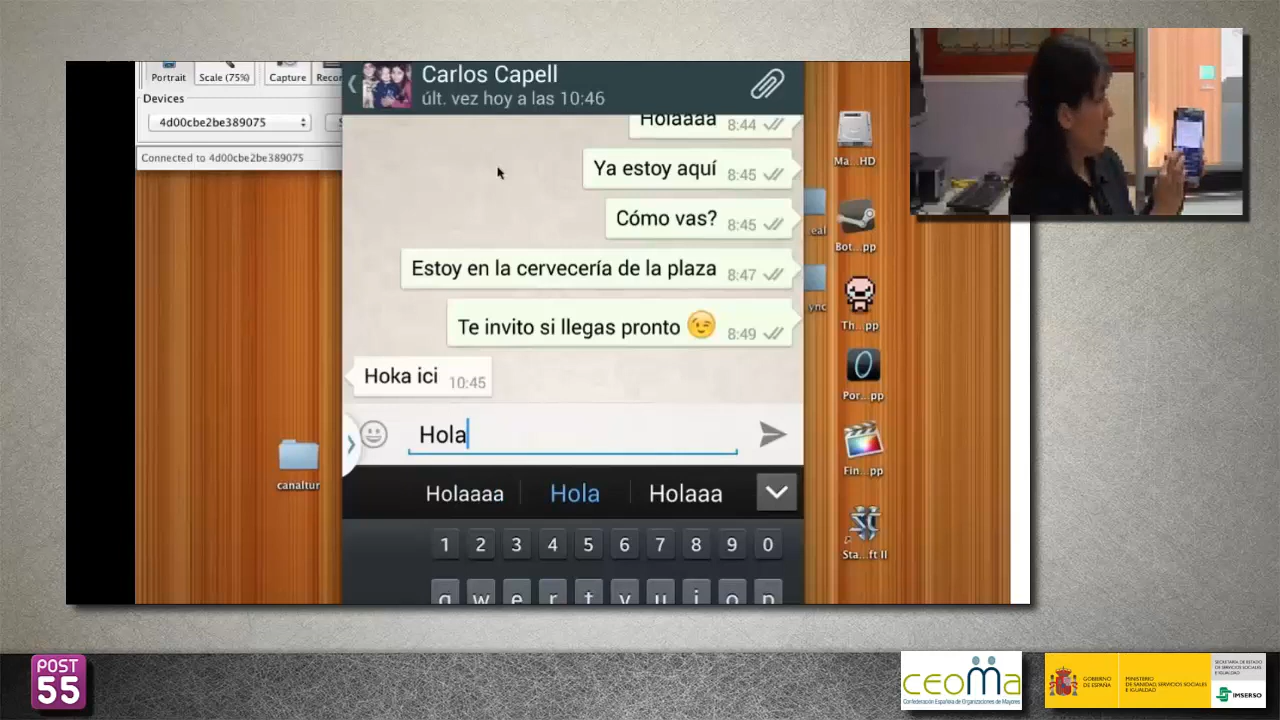 Portrait
Scale (75%)
Capture
Recor
Devices
4d00cbe2be389075
Connected to 4d00cbe2be389075
Carlos Capell
últ. vez hoy a las 10:46
Holaaaa 8:44
Ya estoy aquí 8:45
Cómo vas? 8:45
Estoy en la cervecería de la plaza 8:47
Te invito si llegas pronto 😉 8:49
Hoka ici 10:45
Hola
Holaaaa
Hola
Holaaa
1 2 3 4 5 6 7 8 9 0
q w e r t y u i o p
canaltur
Ma...HD
eal
Bot...pp
ync
Th...pp
Por...pp
Fin...pp
Sta...ft II
POST
55
ceoma
Confederación Española de Organizaciones de Mayores
GOBIERNO
DE ESPAÑA
MINISTERIO
DE SANIDAD, SERVICIOS SOCIALES
E IGUALDAD
SECRETARÍA DE ESTADO
DE SERVICIOS SOCIALES
E IGUALDAD
IMSERSO